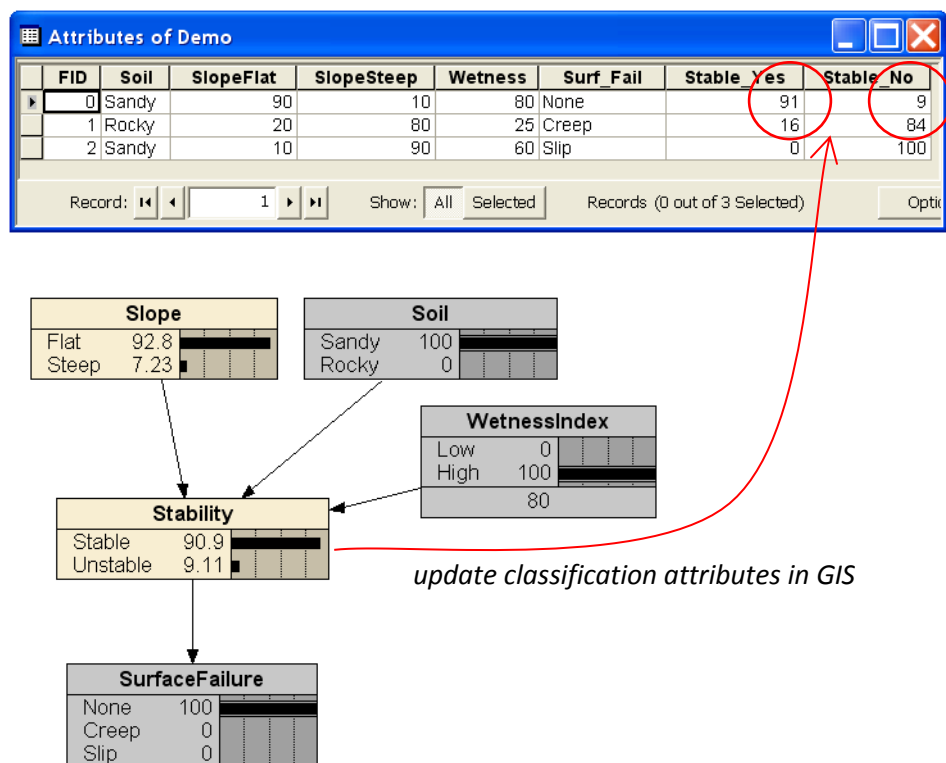 Attributes of Demo
FID Soil SlopeFlat SlopeSteep Wetness Surf_Fail Stable_Yes Stable_No
0 Sandy 90 10 80 None 91 9
1 Rocky 20 80 25 Creep 16 84
2 Sandy 10 90 60 Slip 0 100
Record: 1 Show: All Selected Records (0 out of 3 Selected) Optio
Slope
Flat 92.8
Steep 7.23
Soil
Sandy 100
Rocky 0
WetnessIndex
Low 0
High 100
80
Stability
Stable 90.9
Unstable 9.11
update classification attributes in GIS
SurfaceFailure
None 100
Creep 0
Slip 0